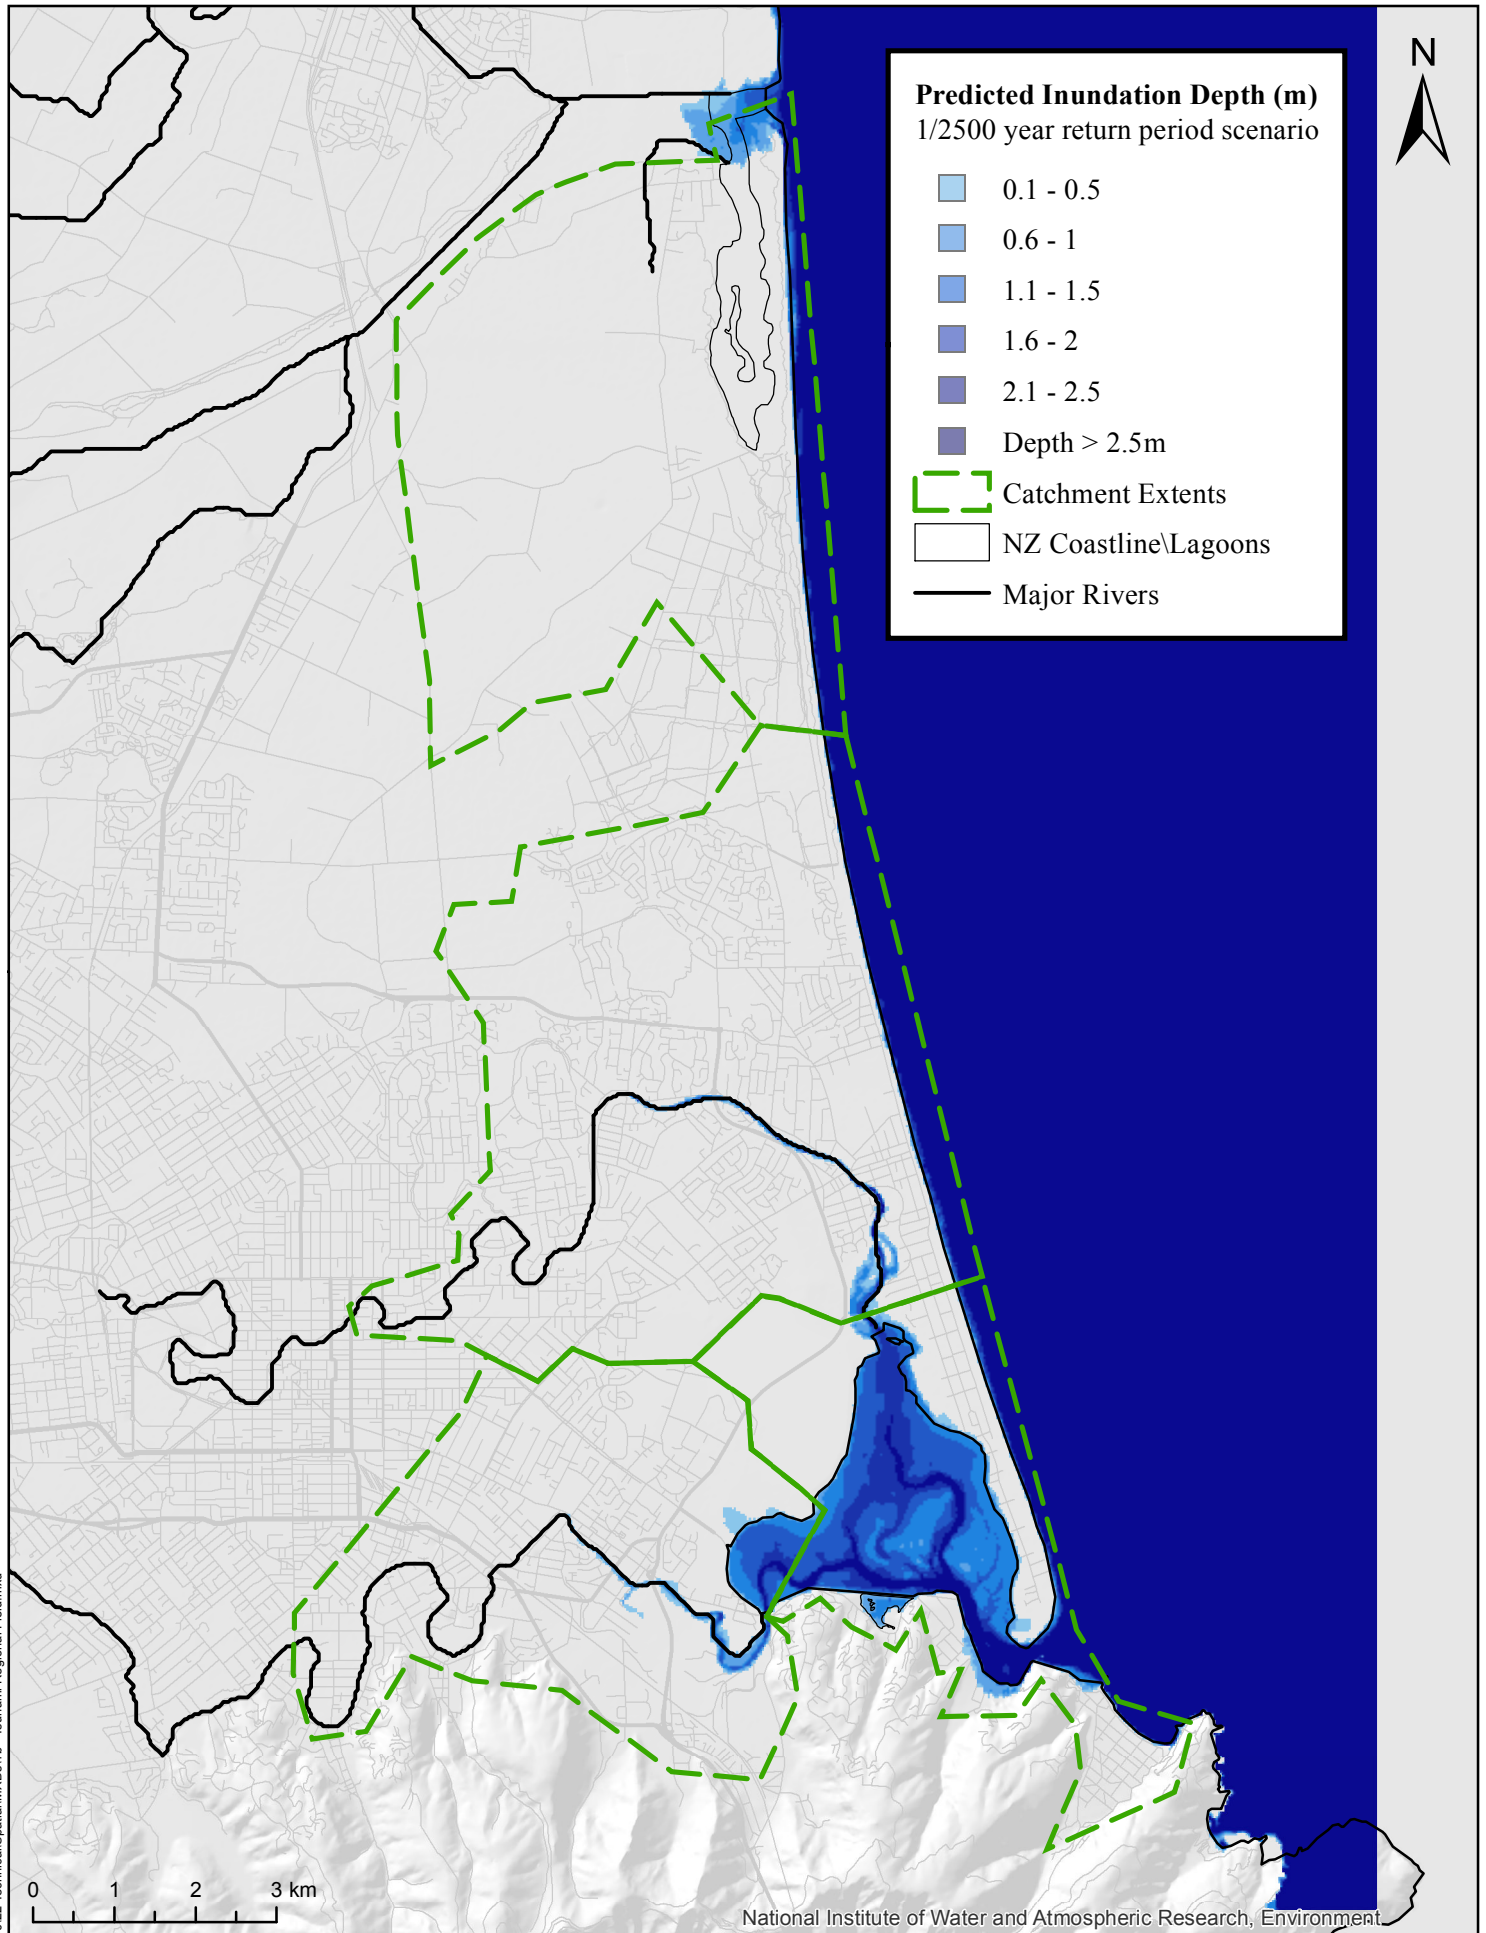 N
Predicted Inundation Depth (m)
1/2500 year return period scenario
0.1 - 0.5
0.6 - 1
1.1 - 1.5
1.6 - 2
2.1 - 2.5
Depth > 2.5m
Catchment Extents
NZ Coastline\Lagoons
Major Rivers
0 1 2 3 km
National Institute of Water and Atmospheric Research, Environment